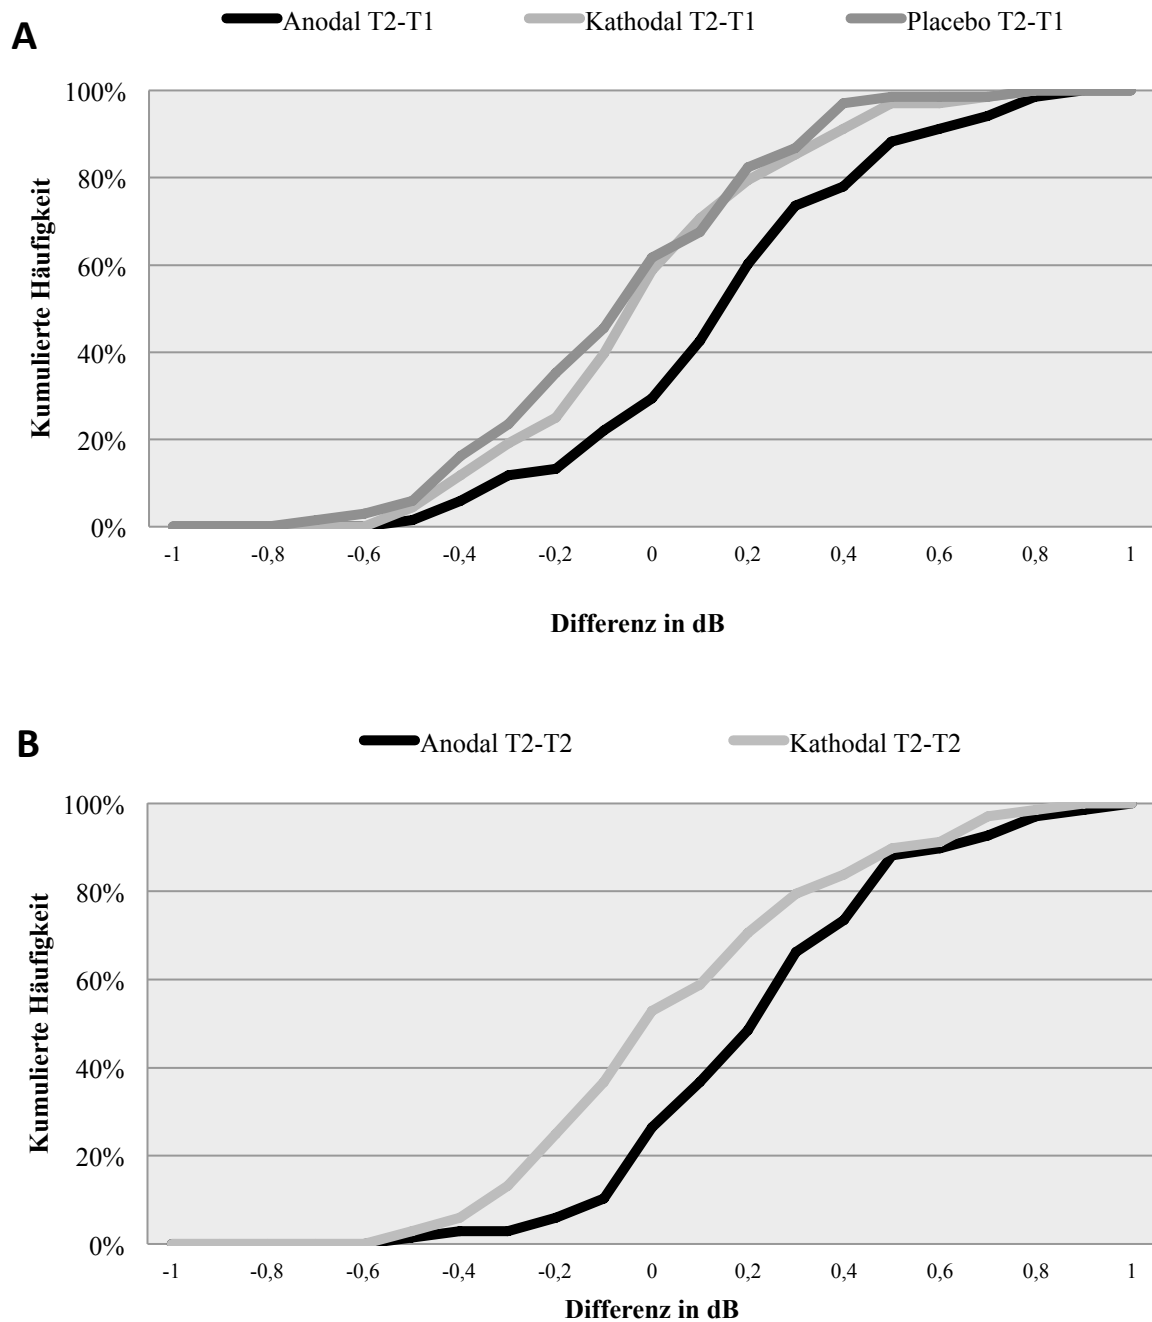 A
Anodal T2-T1 Kathodal T2-T1 Placebo T2-T1
100%
80%
60%
40%
20%
0%
Kumulierte Häufigkeit
-1 -0,8 -0,6 -0,4 -0,2 0 0,2 0,4 0,6 0,8 1
Differenz in dB
B
Anodal T2-T2 Kathodal T2-T2
100%
80%
60%
40%
20%
0%
Kumulierte Häufigkeit
-1 -0,8 -0,6 -0,4 -0,2 0 0,2 0,4 0,6 0,8 1
Differenz in dB